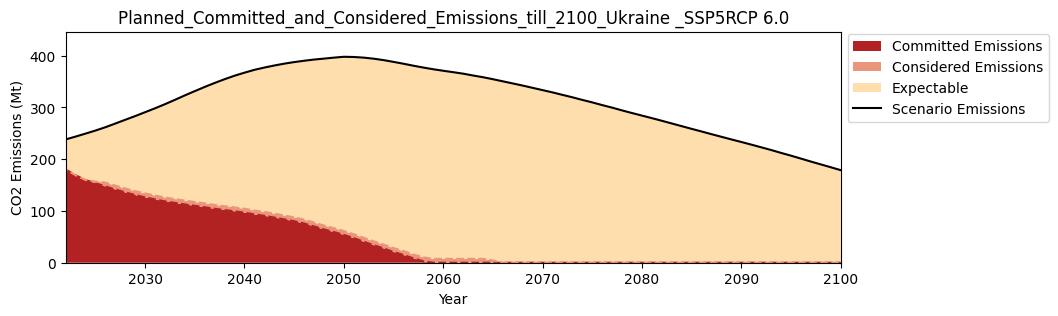 Planned_Committed_and_Considered_Emissions_till_2100_Ukraine _SSP5RCP 6.0
Committed Emissions
Considered Emissions
Expectable
Scenario Emissions
CO2 Emissions (Mt)
400
300
200
100
0
2030 2040 2050 2060 2070 2080 2090 2100
Year